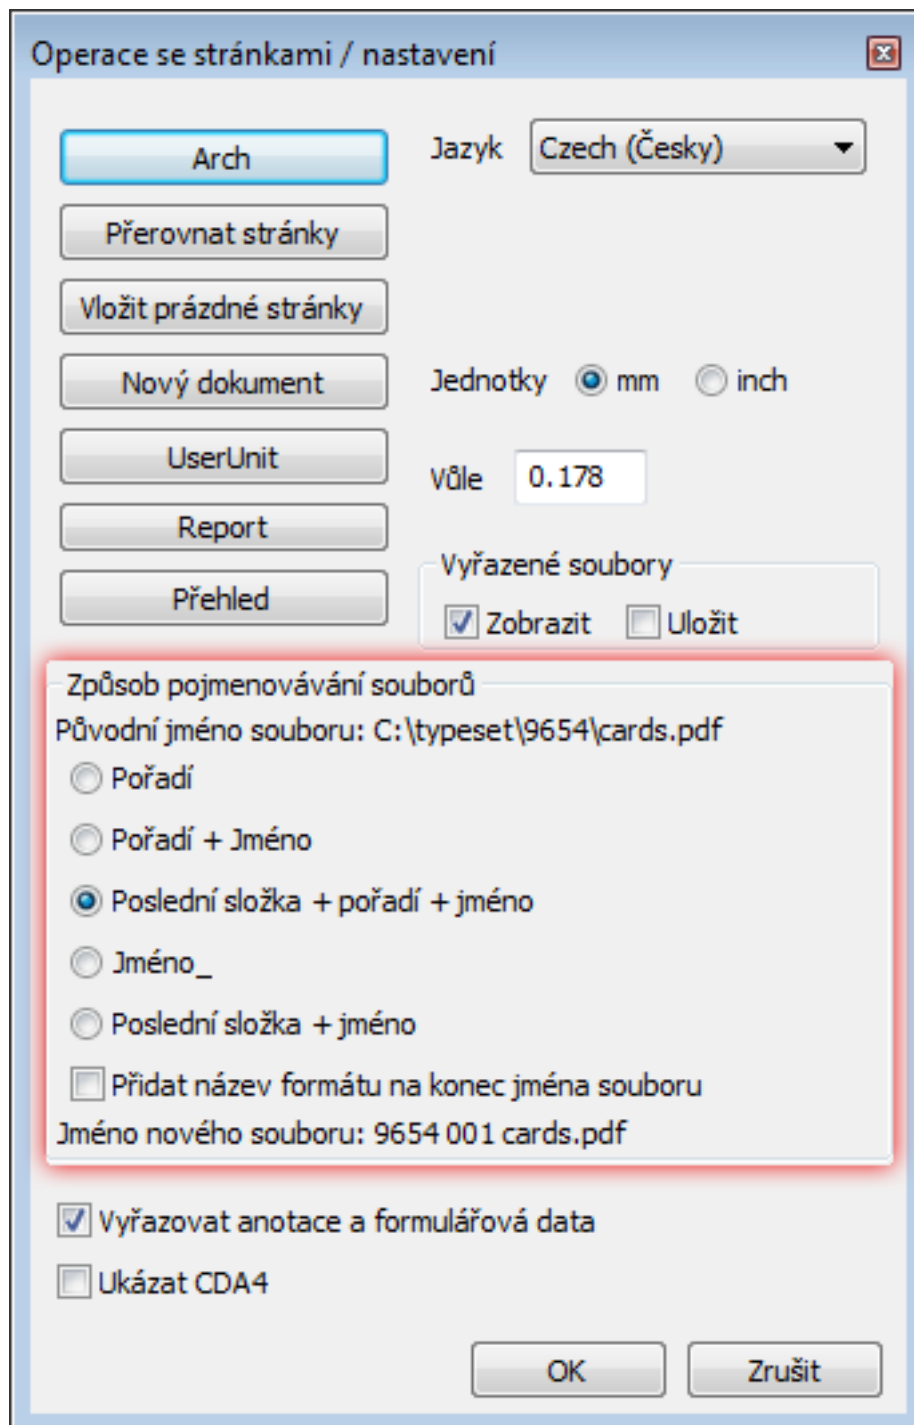 Operace se stránkami / nastavení
Arch
Jazyk Czech (Česky)
Přerovnat stránky
Vložit prázdné stránky
Nový dokument
Jednotky mm inch
UserUnit
Vůle 0.178
Report
Vyřazené soubory
Přehled
Zobrazit Uložit
Způsob pojmenovávání souborů
Původní jméno souboru: C:\typeset\9654\cards.pdf
Pořadí
Pořadí + Jméno
Poslední složka + pořadí + jméno
Jméno_
Poslední složka + jméno
Přidat název formátu na konec jména souboru
Jméno nového souboru: 9654 001 cards.pdf
Vyřazovat anotace a formulářová data
Ukázat CDA4
OK Zrušit